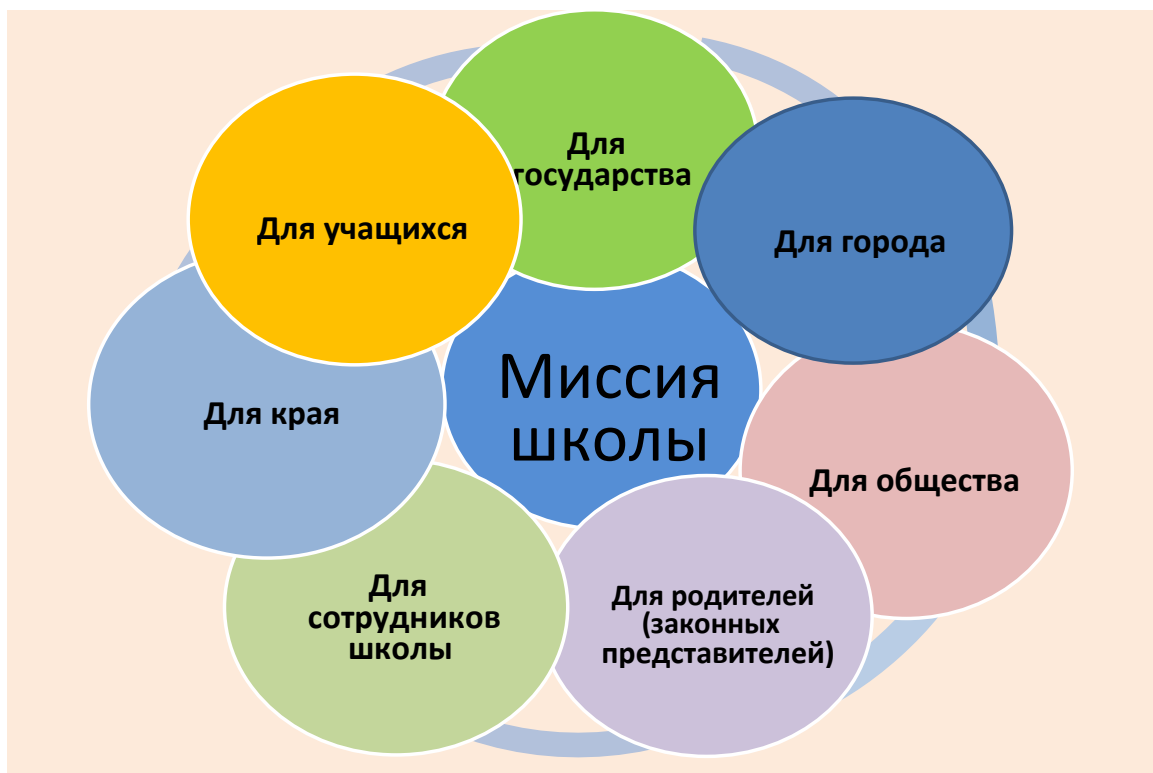 Для
государства
Для города
Для общества
Для родителей
(законных
представителей)
Для
сотрудников
школы
Для края
Для учащихся
Миссия
школы